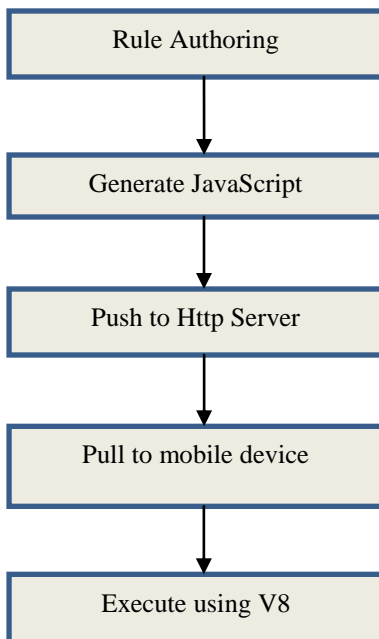 Rule Authoring
Generate JavaScript
Push to Http Server
Pull to mobile device
Execute using V8